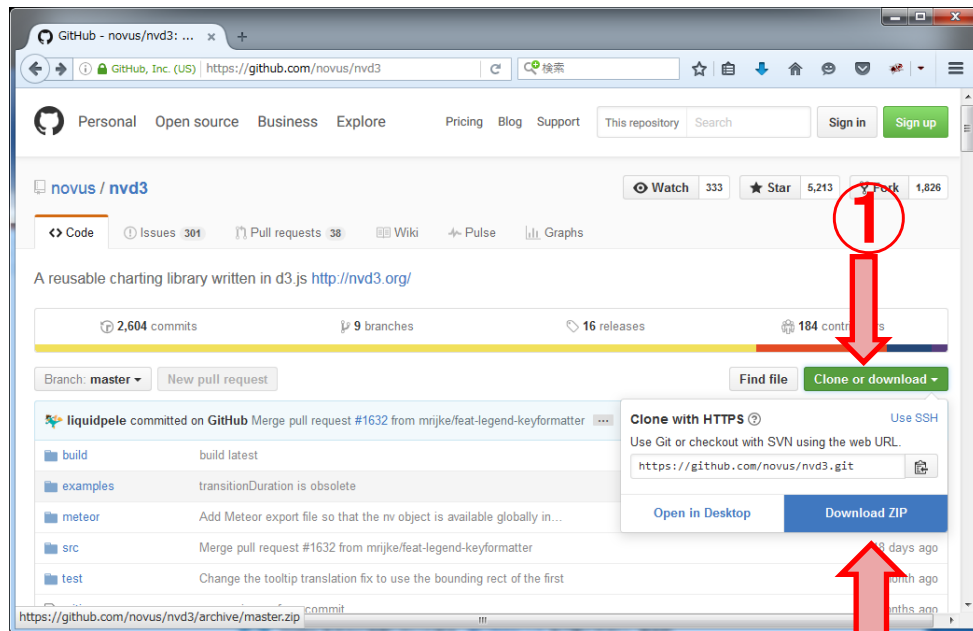 GitHub - novus/nvd3: ...
GitHub, Inc. (US) https://github.com/novus/nvd3 検索
Personal Open source Business Explore Pricing Blog Support This repository Search Sign in Sign up
novus / nvd3 Watch 333 Star 5,213 Fork 1,826
1
Code Issues 301 Pull requests 38 Wiki Pulse Graphs
A reusable charting library written in d3.js http://nvd3.org/
2,604 commits 9 branches 16 releases 184
Branch: master New pull request Find file Clone or download
liquidpele committed on GitHub Merge pull request #1632 from mrijke/feat-legend-keyformatter ...
Clone with HTTPS ? Use SSH
Use Git or checkout with SVN using the web URL.
https://github.com/novus/nvd3.git
Open in Desktop Download ZIP
build build latest
examples transitionDuration is obsolete
meteor Add Meteor export file so that the nv object is available globally in…
src Merge pull request #1632 from mrijke/feat-legend-keyformatter days ago
test Change the tooltip translation fix to use the bounding rect of the first ago
commit ago
https://github.com/novus/nvd3/archive/master.zip